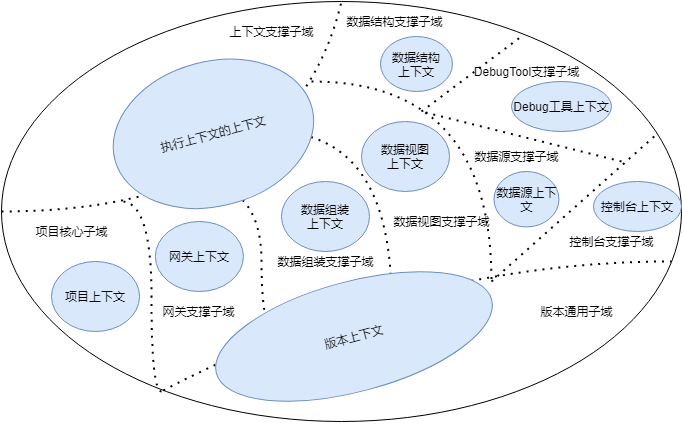 数据结构支撑子域
上下文支撑子域
数据结构
上下文
DebugTool支撑子域
Debug工具上下文
执行上下文的上下文
数据视图
上下文
数据源支撑子域
数据源上下
文
控制台上下文
数据组装
上下文
数据视图支撑子域
项目核心子域
控制台支撑子域
网关上下文
数据组装支撑子域
项目上下文
网关支撑子域
版本通用子域
版本上下文